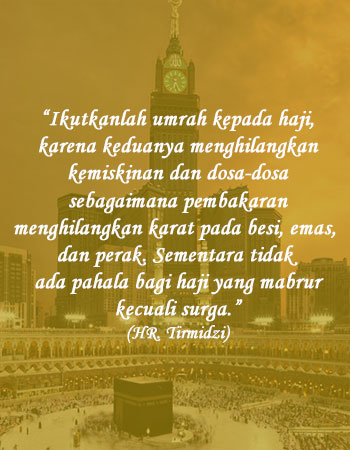 “Ikutkanlah umrah kepada haji,
karena keduanya menghilangkan
kemiskinan dan dosa-dosa
sebagaimana pembakaran
menghilangkan karat pada besi, emas,
dan perak. Sementara tidak
ada pahala bagi haji yang mabrur
kecuali surga.”
(HR. Tirmidzi)